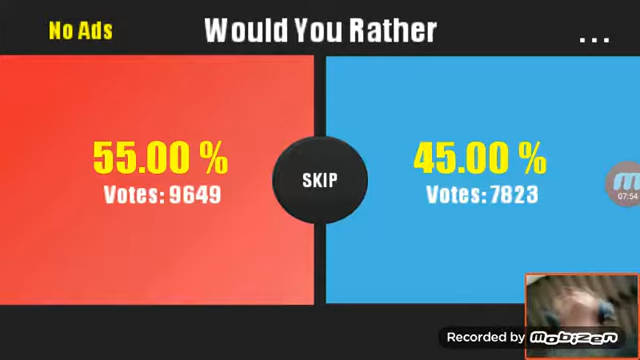 No Ads
Would You Rather
...
55.00 %
Votes: 9649
SKIP
45.00 %
Votes: 7823
m
07:54
Recorded by mobizen